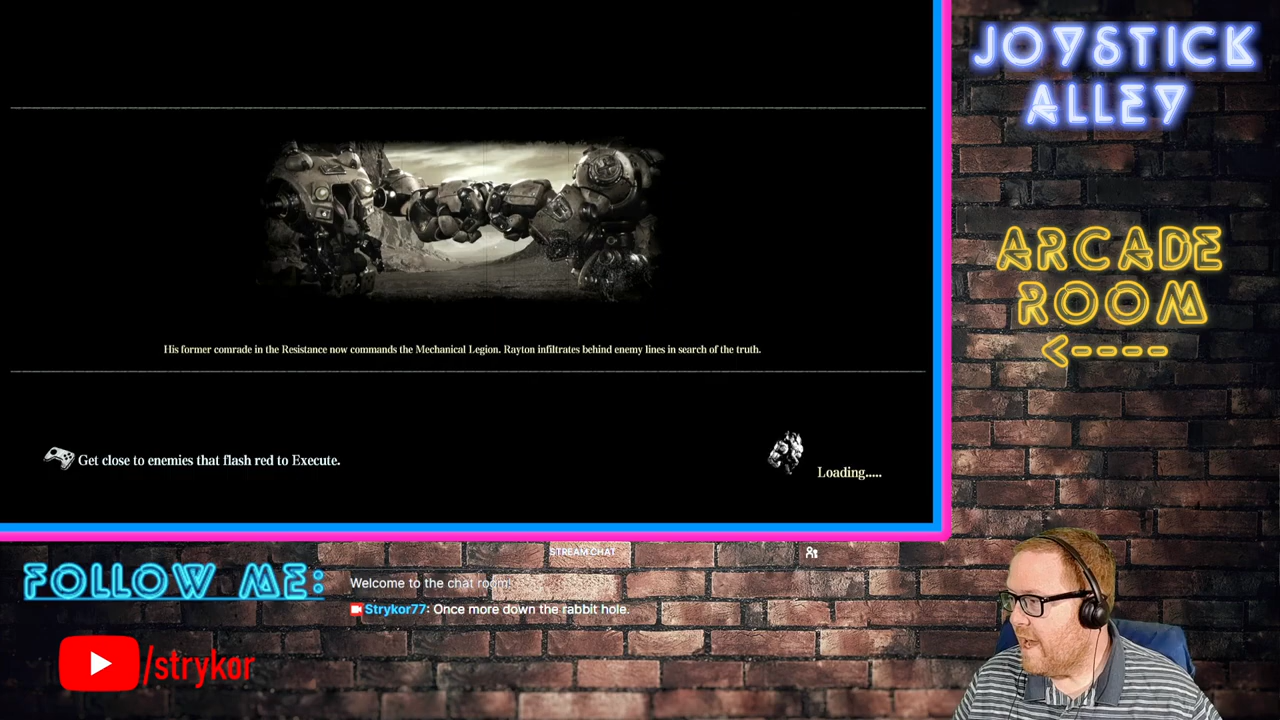 JOYSTICK
ALLEY
ARCADE
ROOM
<----
His former comrade in the Resistance now commands the Mechanical Legion. Rayton infiltrates behind enemy lines in search of the truth.
Get close to enemies that flash red to Execute.
Loading.....
STREAM CHAT
FOLLOW ME:
Welcome to the chat room!
Strykor77: Once more down the rabbit hole.
/strykor